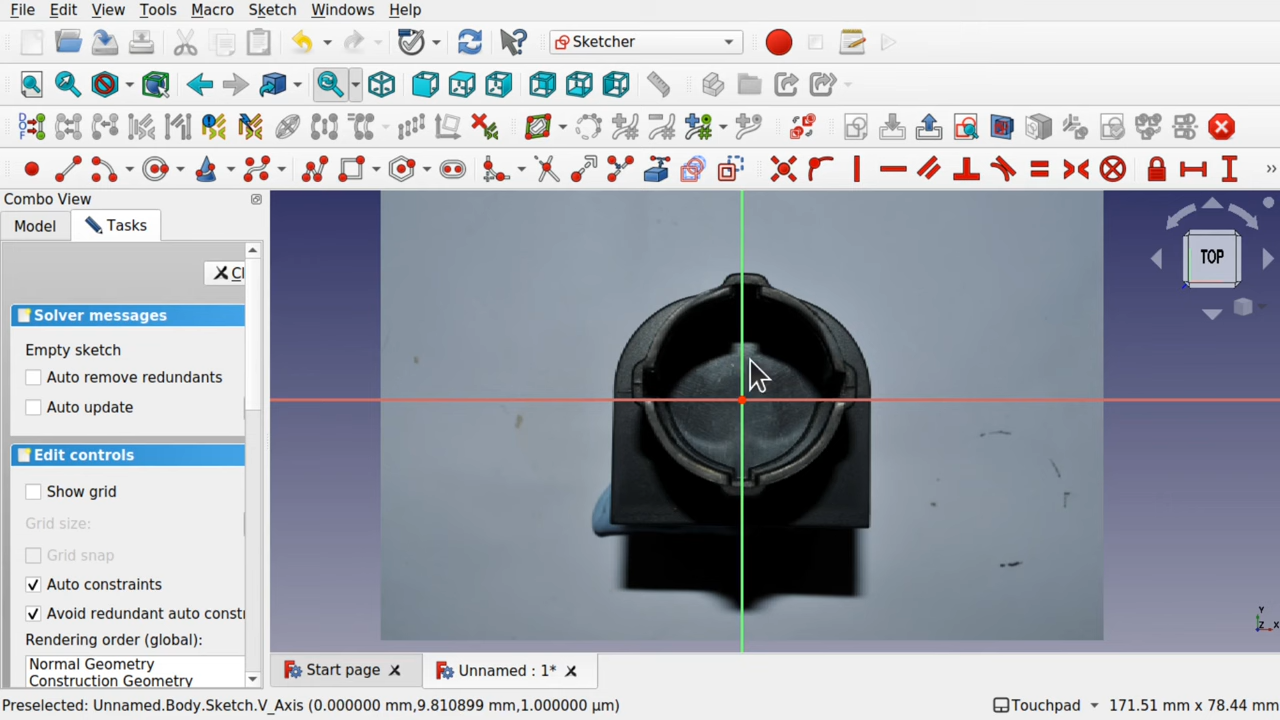 File Edit View Tools Macro Sketch Windows Help
Sketcher
Combo View
Model Tasks
Cl
Solver messages
Empty sketch
Auto remove redundants
Auto update
Edit controls
Show grid
Grid size:
Grid snap
Auto constraints
Avoid redundant auto constr
Rendering order (global):
Normal Geometry
Construction Geometry
TOP
Y
Z X
Start page Unnamed : 1*
Preselected: Unnamed.Body.Sketch.V_Axis (0.000000 mm,9.810899 mm,1.000000 μm) Touchpad 171.51 mm x 78.44 mm